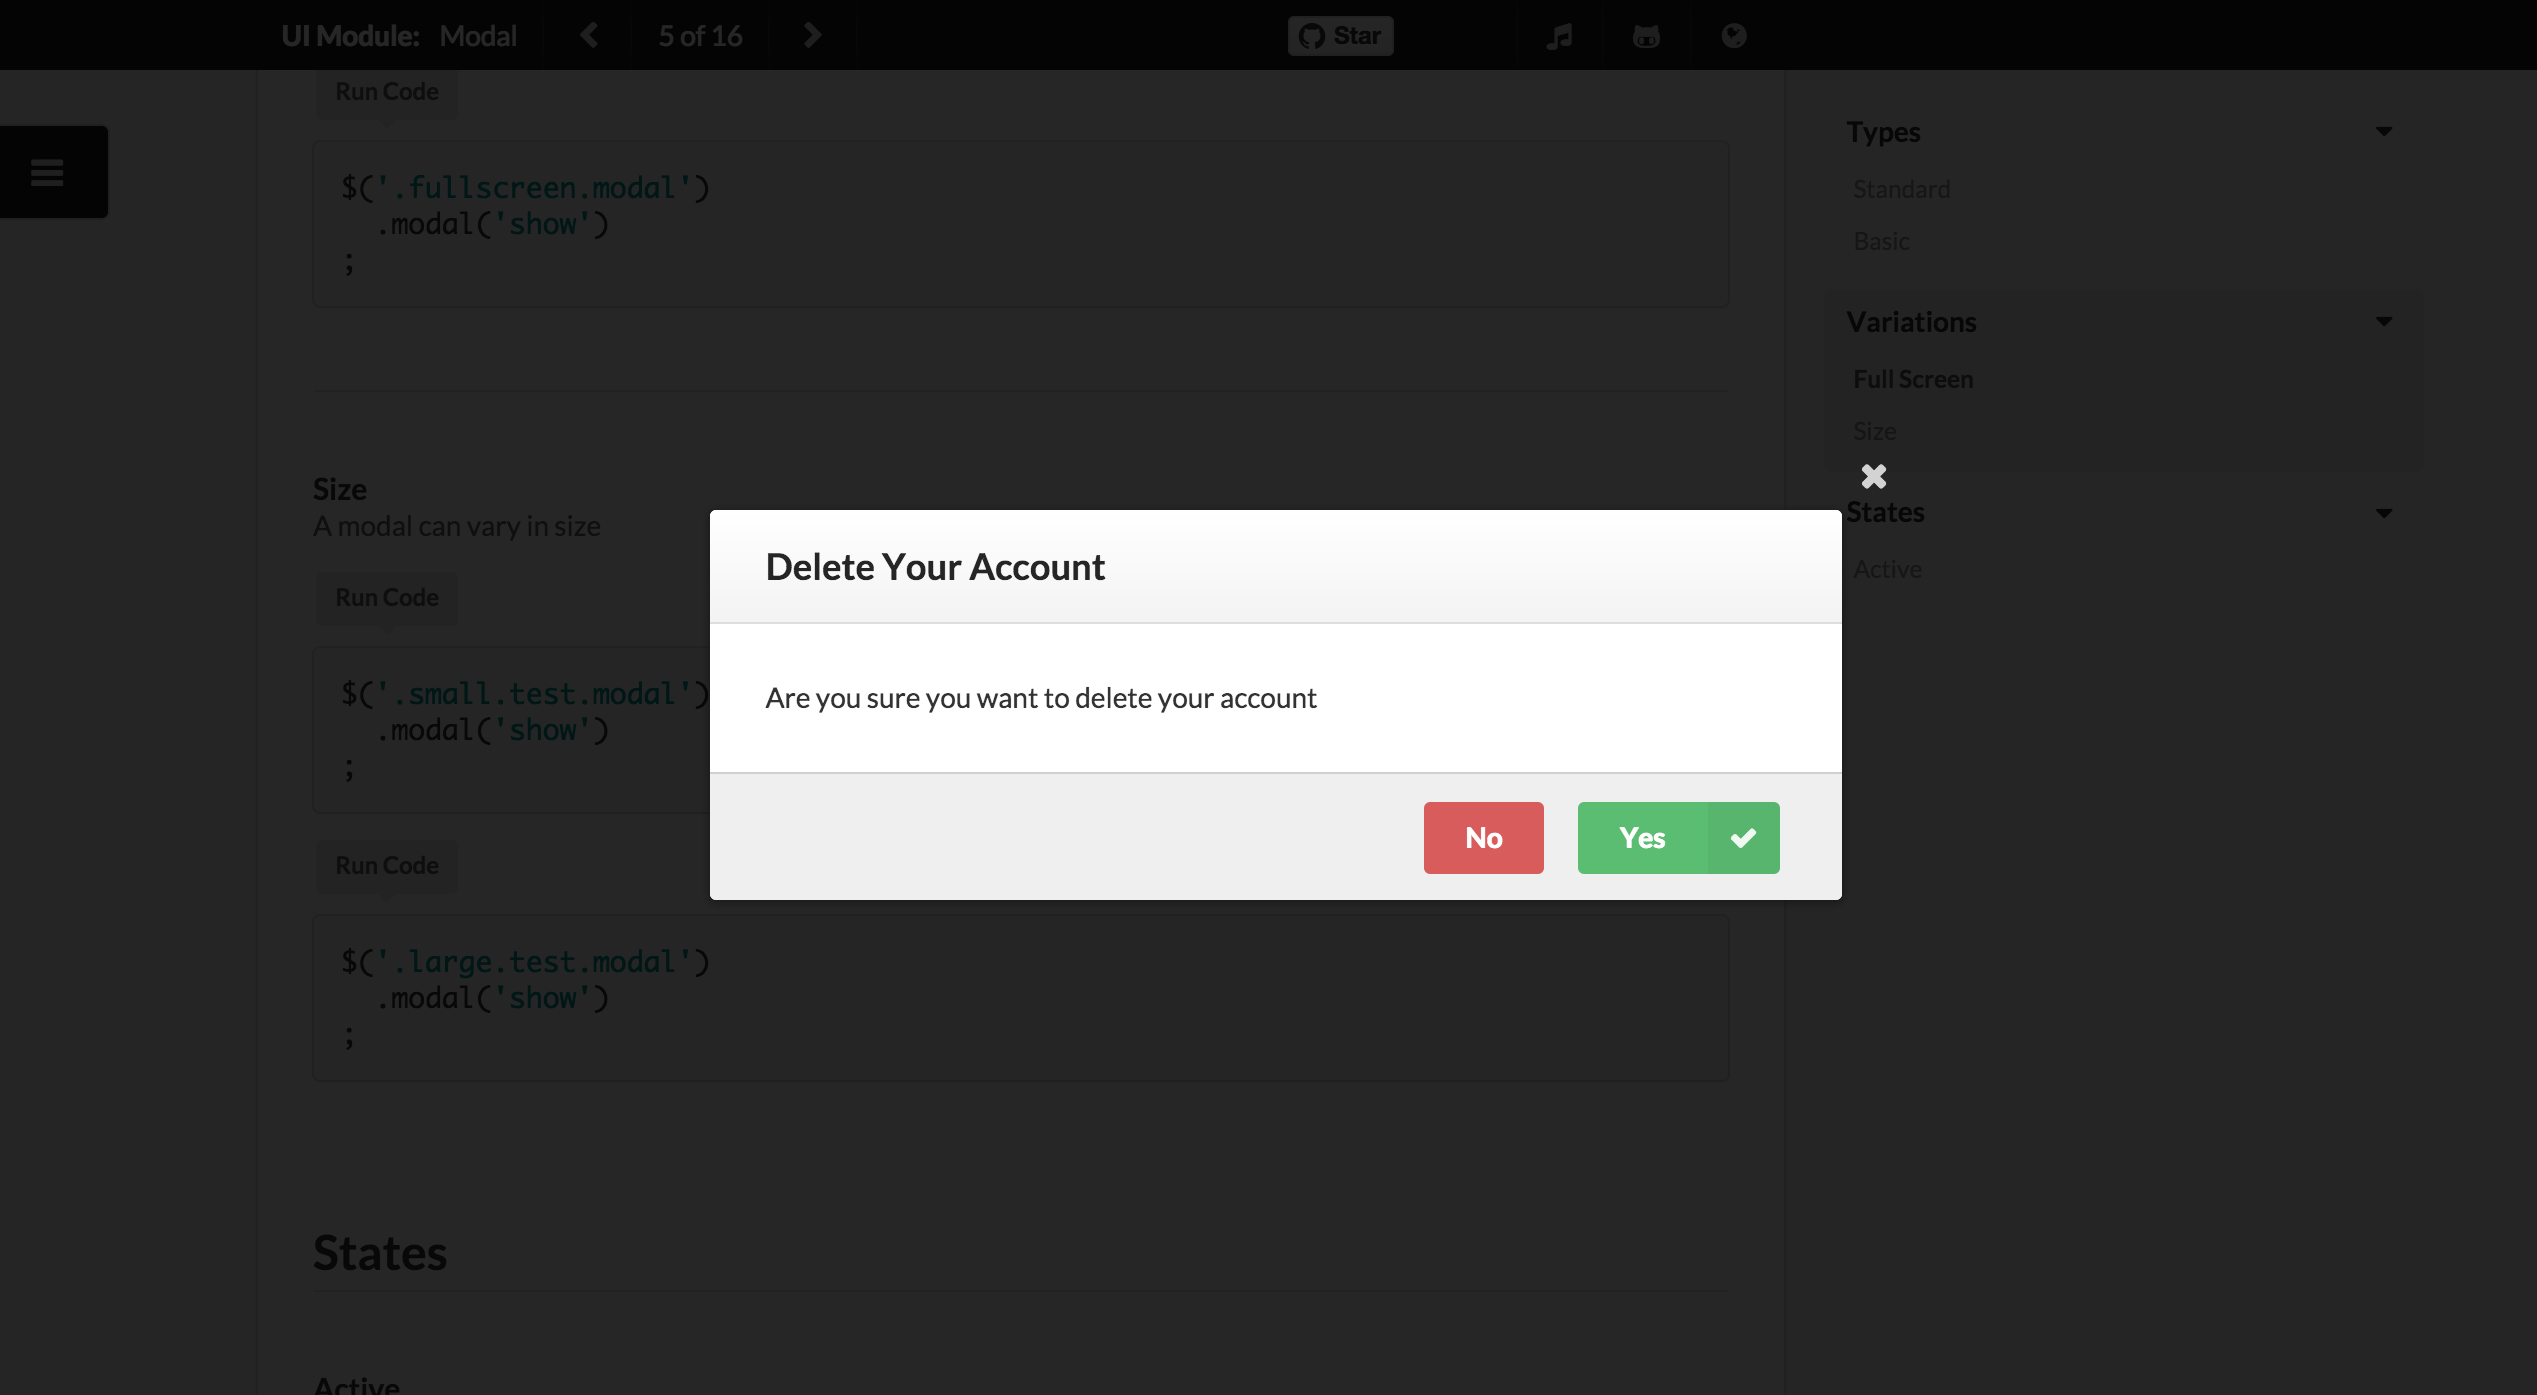 UI Module: Modal
5 of 16
Star
Run Code
$('.fullscreen.modal')
.modal('show')
;
Size
A modal can vary in size
Run Code
$('.small.test.modal')
.modal('show')
;
Run Code
$('.large.test.modal')
.modal('show')
;
States
Active
Types
Standard
Basic
Variations
Full Screen
Size
States
Active
Delete Your Account
Are you sure you want to delete your account
No
Yes